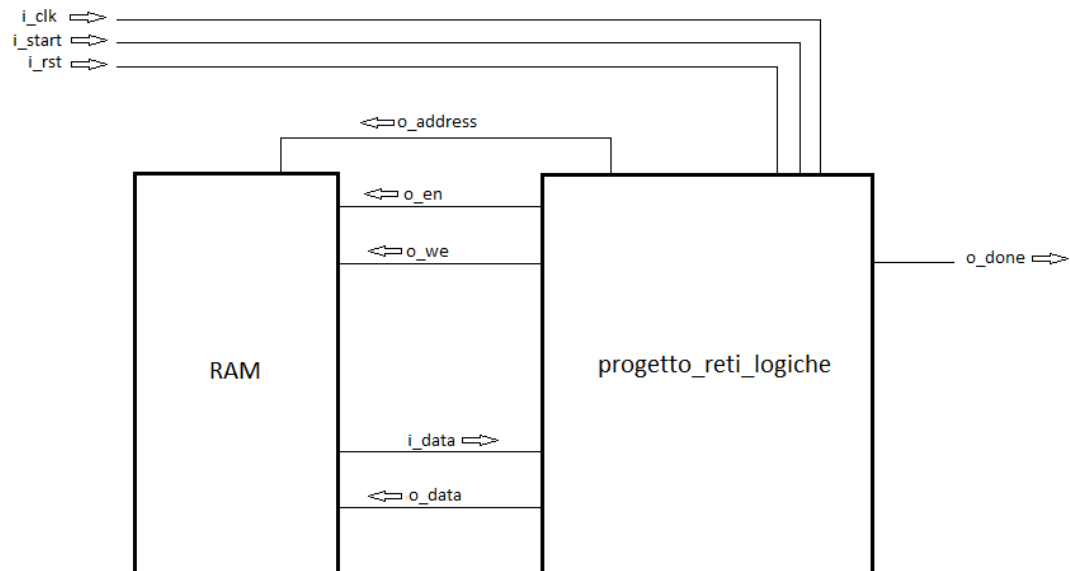 i_clk
i_start
i_rst
o_address
o_en
o_we
o_done
RAM
progetto_reti_logiche
i_data
o_data